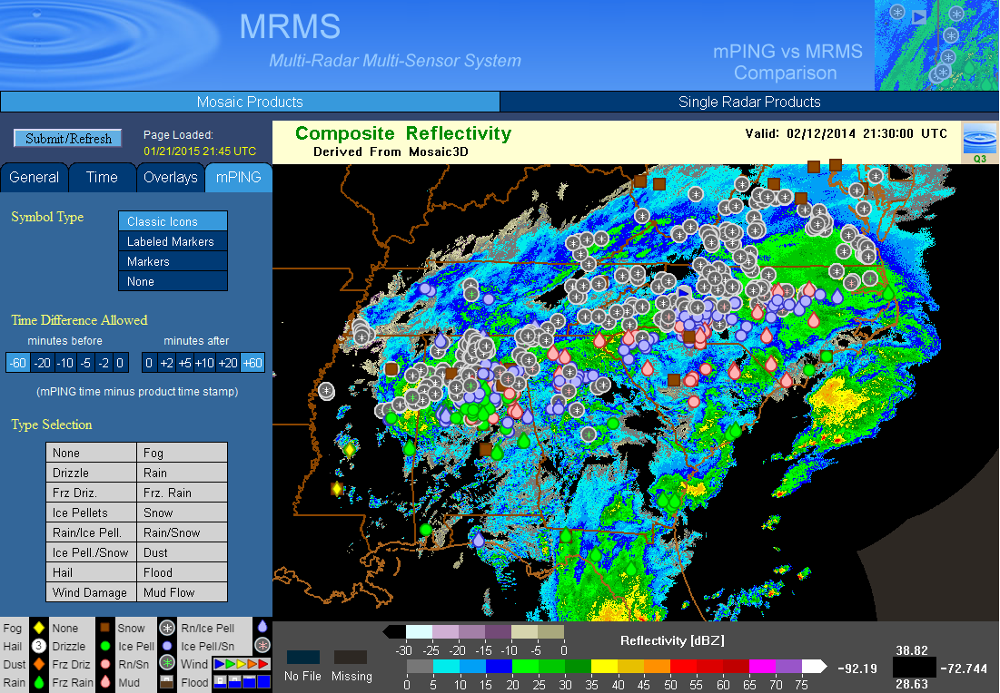 MRMS
Multi-Radar Multi-Sensor System
mPING vs MRMS
Comparison
Mosaic Products
Single Radar Products
Submit/Refresh
Page Loaded:
01/21/2015 21:45 UTC
General Time Overlays mPING
Composite Reflectivity
Derived From Mosaic3D
Valid: 02/12/2014 21:30:00 UTC
Q3
Symbol Type
Classic Icons
Labeled Markers
Markers
None
Time Difference Allowed
minutes before minutes after
-60 -20 -10 -5 -2 0 0 +2 +5 +10 +20 +60
(mPING time minus product time stamp)
Type Selection
None Fog
Drizzle Rain
Frz Driz. Frz. Rain
Ice Pellets Snow
Rain/Ice Pell. Rain/Snow
Ice Pell./Snow Dust
Hail Flood
Wind Damage Mud Flow
Fog None Snow Rn/Ice Pell
Hail 3 Drizzle Ice Pell Ice Pell/Sn
Dust Frz Driz Rn/Sn Wind
Rain Frz Rain Mud Flood
No File Missing
-30 -25 -20 -15 -10 -5 0
Reflectivity [dBZ]
0 5 10 15 20 25 30 35 40 45 50 55 60 65 70 75
38.82
-92.19 -72.744
28.63